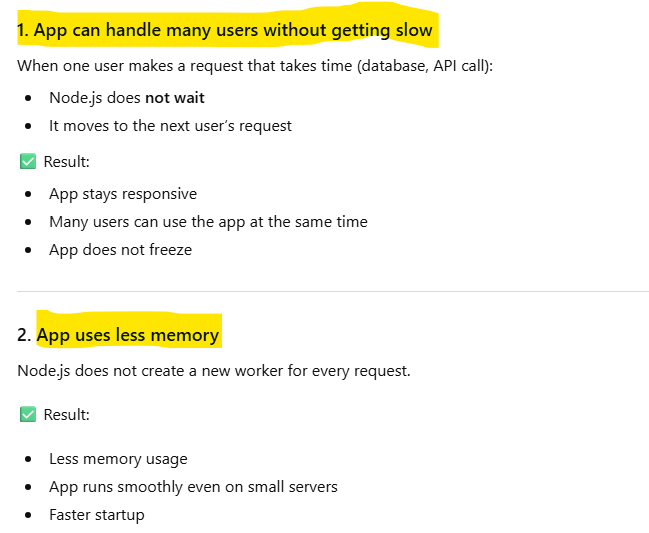 1. App can handle many users without getting slow
When one user makes a request that takes time (database, API call):
• Node.js does not wait
• It moves to the next user's request
✅ Result:
• App stays responsive
• Many users can use the app at the same time
• App does not freeze
2. App uses less memory
Node.js does not create a new worker for every request.
✅ Result:
• Less memory usage
• App runs smoothly even on small servers
• Faster startup